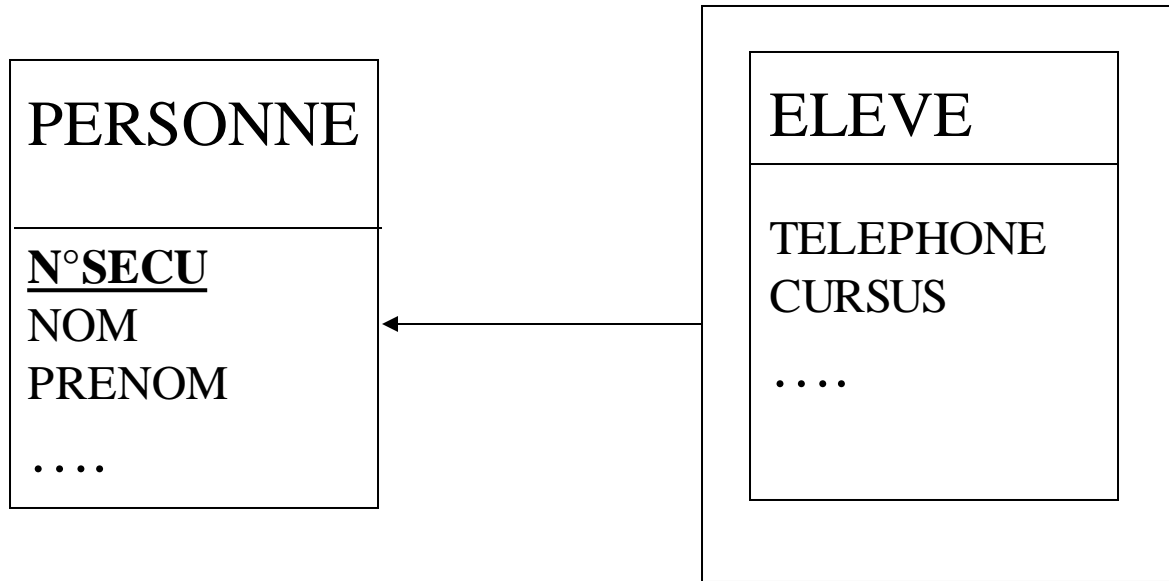 PERSONNE
N°SECU
NOM
PRENOM
….
ELEVE
TELEPHONE
CURSUS
….